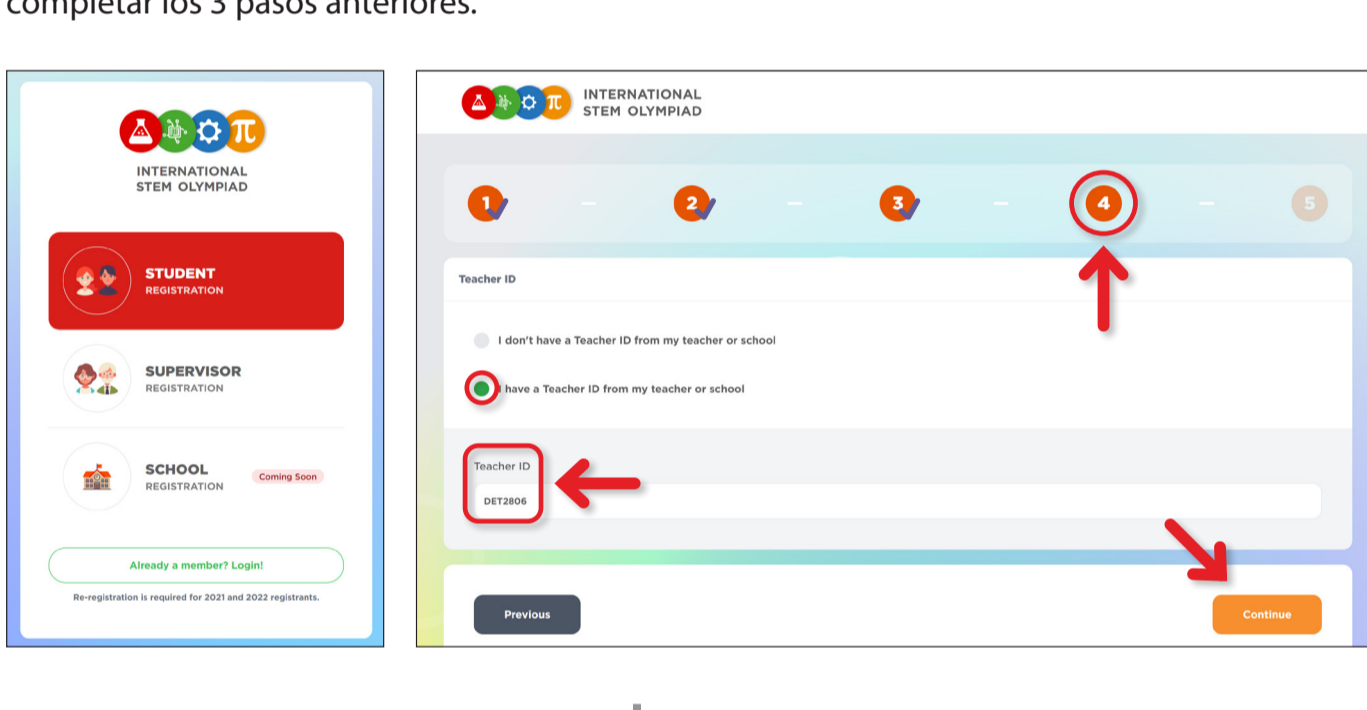 completar los 3 pasos anteriores.
π
INTERNATIONAL
STEM OLYMPIAD
STUDENT
REGISTRATION
SUPERVISOR
REGISTRATION
SCHOOL
REGISTRATION
Coming Soon
Already a member? Login!
Re-registration is required for 2021 and 2022 registrants.
π
INTERNATIONAL
STEM OLYMPIAD
1 - 2 - 3 - 4 - 5
Teacher ID
I don't have a Teacher ID from my teacher or school
I have a Teacher ID from my teacher or school
Teacher ID
DET2806
Previous
Continue